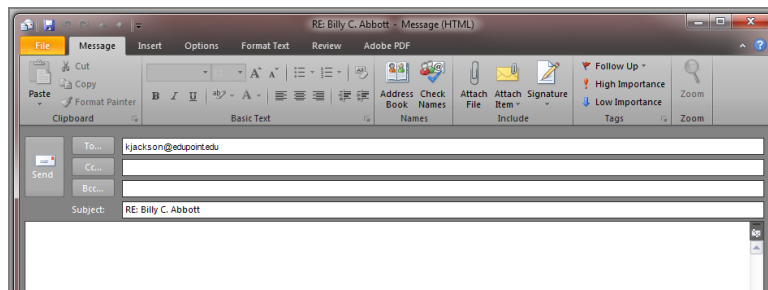 RE: Billy C. Abbott - Message (HTML)
File Message Insert Options Format Text Review Adobe PDF
Paste
Cut
Copy
Format Painter
Clipboard
B I U
Basic Text
Address Book
Check Names
Names
Attach File
Attach Item
Signature
Include
Follow Up
High Importance
Low Importance
Tags
Zoom
Zoom
Send
To... kjackson@edupoint.edu
Cc...
Bcc...
Subject: RE: Billy C. Abbott